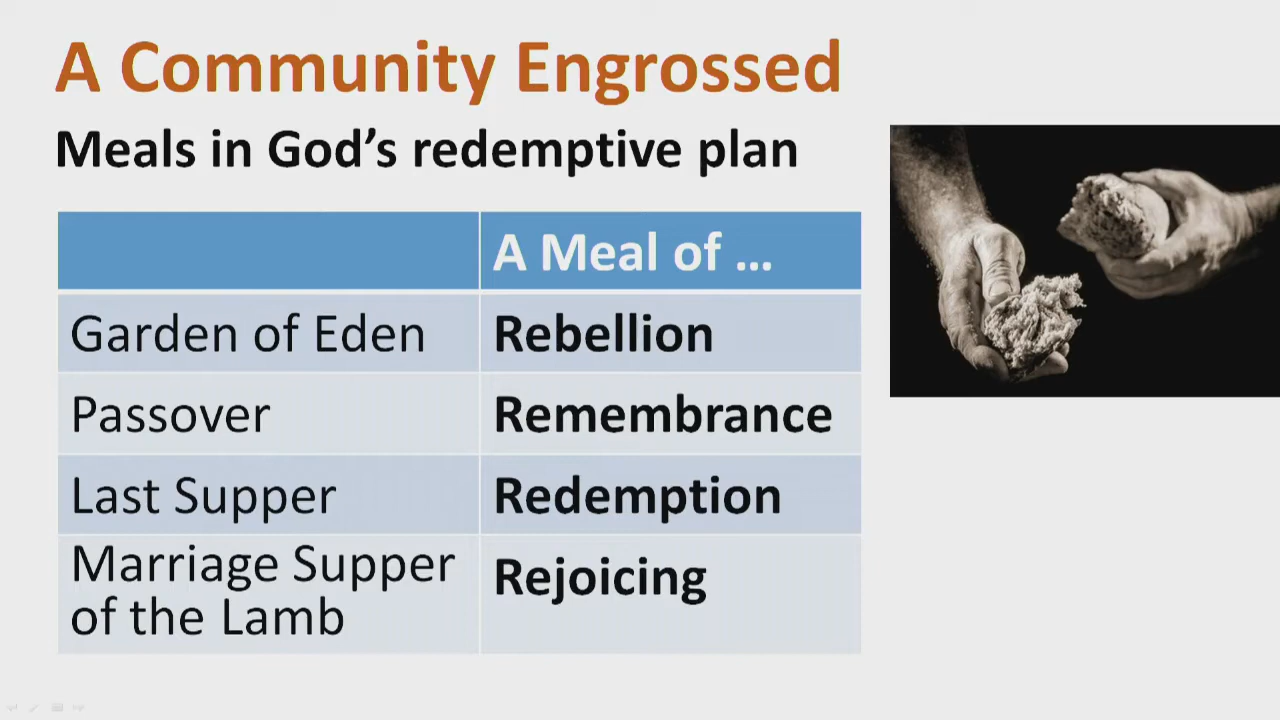 A Community Engrossed
Meals in God's redemptive plan
A Meal of ...
Garden of Eden
Rebellion
Passover
Remembrance
Last Supper
Redemption
Marriage Supper
of the Lamb
Rejoicing